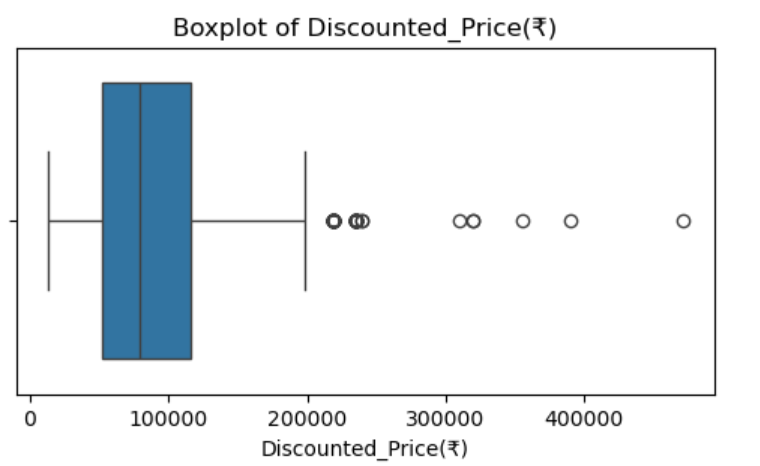 Boxplot of Discounted_Price(₹)
0 100000 200000 300000 400000
Discounted_Price(₹)